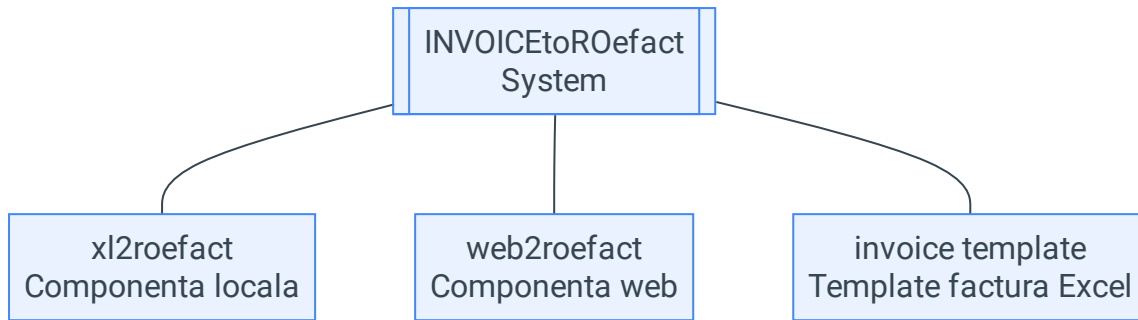 INVOICEtoROefact
System
xl2roefact
Componenta locala
web2roefact
Componenta web
invoice template
Template factura Excel